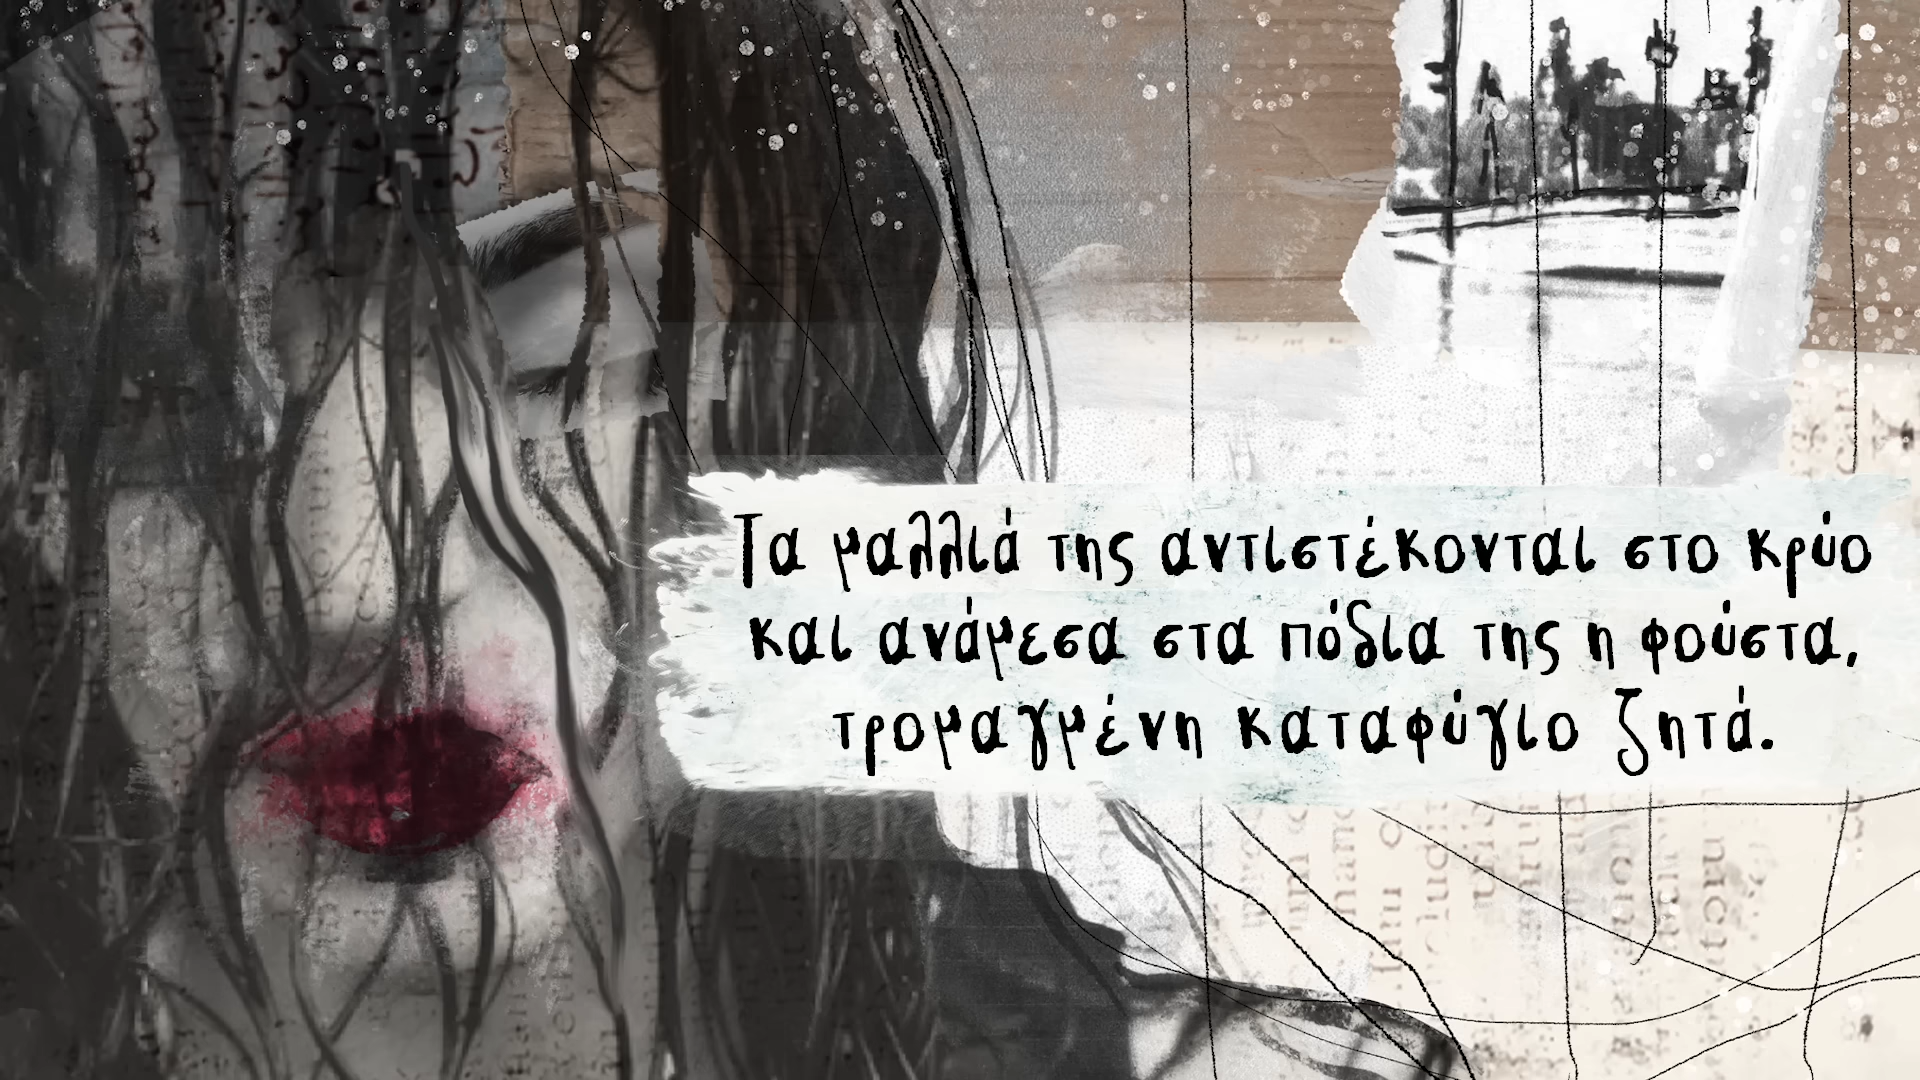 Τα μαλλιά της αντιστέκονται στο κρύο
και ανάμεσα στα πόδια της η φούστα,
τρομαγμένη καταφύγιο ζητά.